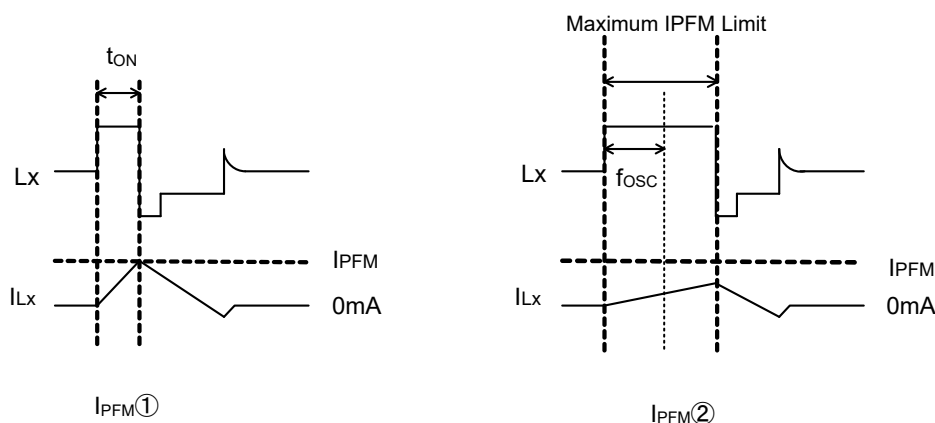 tON
Lx
IPFM
ILx
0mA
IPFM①
Maximum IPFM Limit
Lx
fOSC
IPFM
ILx
0mA
IPFM②